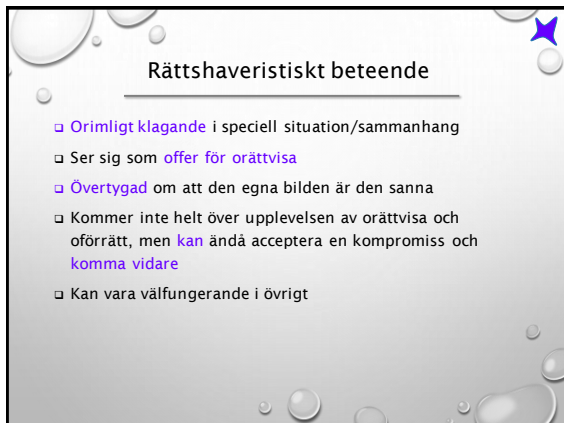 Rättshaveristiskt beteende
❑ Orimligt klagande i speciell situation/sammanhang
❑ Ser sig som offer för orättvisa
❑ Övertygad om att den egna bilden är den sanna
❑ Kommer inte helt över upplevelsen av orättvisa och
oförrätt, men kan ändå acceptera en kompromiss och
komma vidare
❑ Kan vara välfungerande i övrigt